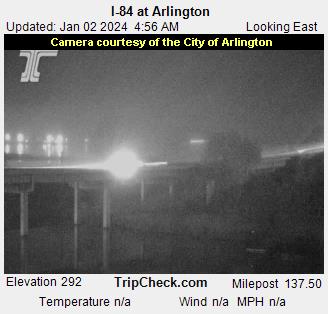 I-84 at Arlington
Updated: Jan 02 2024 4:56 AM Looking East
Camera courtesy of the City of Arlington
Elevation 292 TripCheck.com Milepost 137.50
Temperature n/a Wind n/a MPH n/a